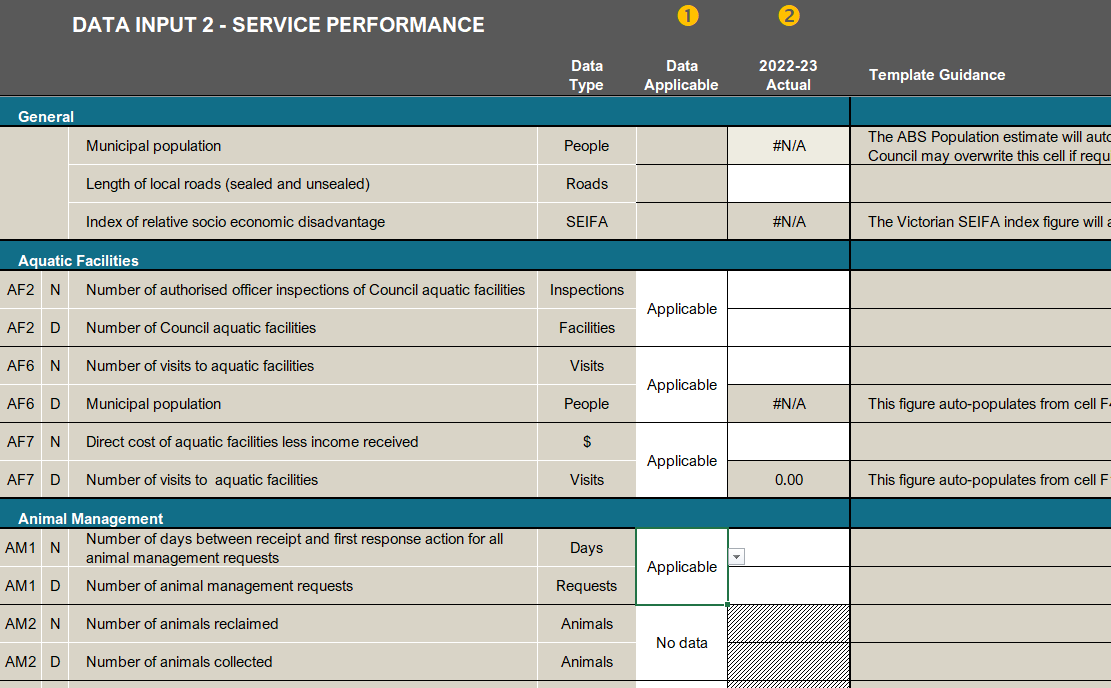 DATA INPUT 2 - SERVICE PERFORMANCE
1
2
Data Type
Data Applicable
2022-23 Actual
Template Guidance
General
Municipal population People #N/A The ABS Population estimate will
Council may overwrite this cell if
Length of local roads (sealed and unsealed) Roads
Index of relative socio economic disadvantage SEIFA #N/A The Victorian SEIFA index figure will
Aquatic Facilities
AF2 N Number of authorised officer inspections of Council aquatic facilities Inspections
Applicable
AF2 D Number of Council aquatic facilities Facilities
AF6 N Number of visits to aquatic facilities Visits
Applicable
AF6 D Municipal population People #N/A This figure auto-populates from cell
AF7 N Direct cost of aquatic facilities less income received $
Applicable
AF7 D Number of visits to aquatic facilities Visits 0.00 This figure auto-populates from cell
Animal Management
AM1 N Number of days between receipt and first response action for all
animal management requests Days
Applicable
AM1 D Number of animal management requests Requests
AM2 N Number of animals reclaimed Animals
No data
AM2 D Number of animals collected Animals